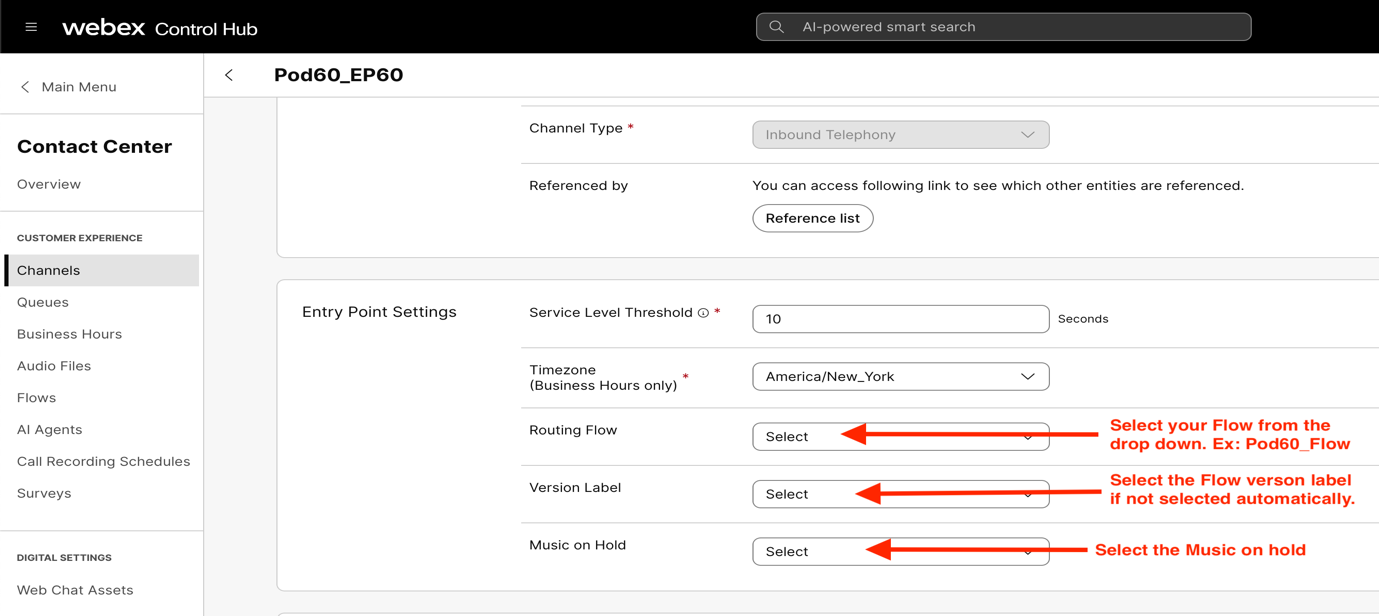 webex Control Hub
AI-powered smart search
Main Menu
Pod60_EP60
Contact Center
Overview
CUSTOMER EXPERIENCE
Channels
Queues
Business Hours
Audio Files
Flows
AI Agents
Call Recording Schedules
Surveys
DIGITAL SETTINGS
Web Chat Assets
Channel Type *
Inbound Telephony
Referenced by
You can access following link to see which other entities are referenced.
Reference list
Entry Point Settings
Service Level Threshold *
10
Seconds
Timezone
(Business Hours only) *
America/New_York
Routing Flow
Select
Select your Flow from the
drop down. Ex: Pod60_Flow
Version Label
Select
Select the Flow verson label
if not selected automatically.
Music on Hold
Select
Select the Music on hold